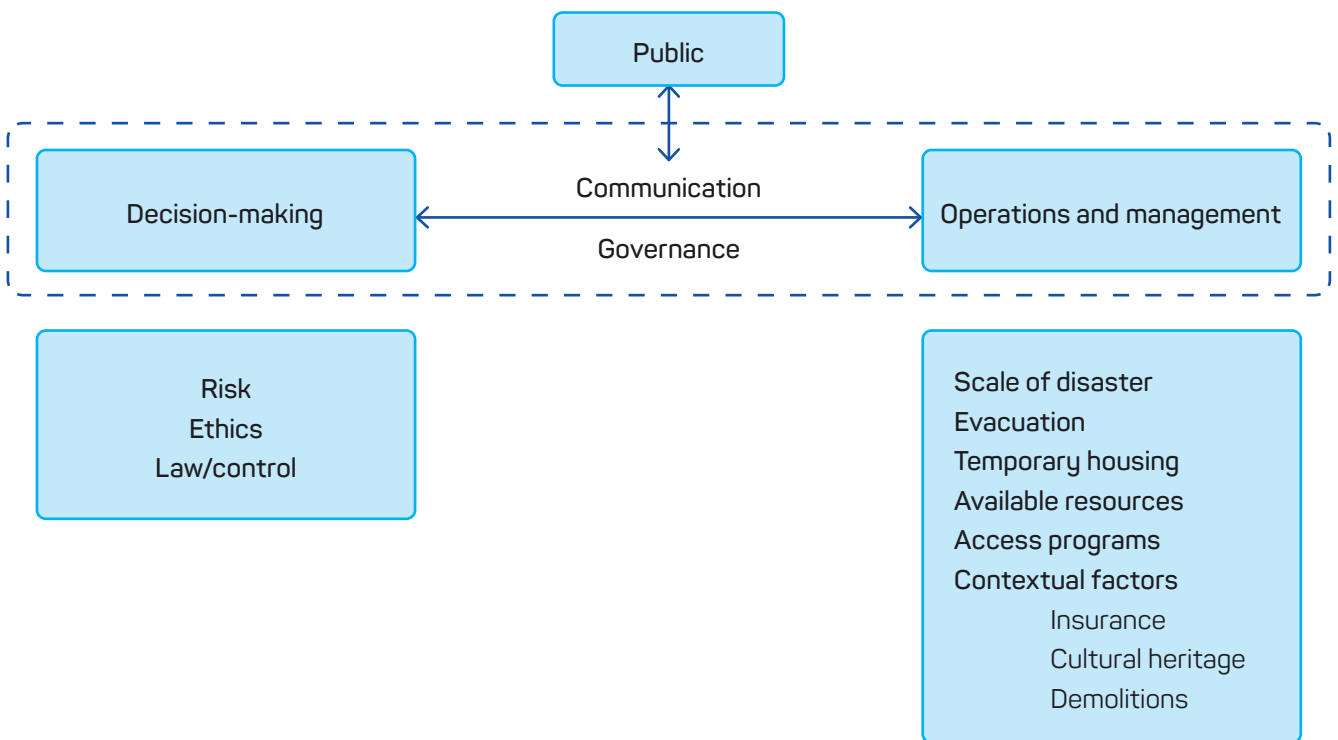 Public
Communication
Decision-making
Operations and management
Governance
Risk
Ethics
Law/control
Scale of disaster
Evacuation
Temporary housing
Available resources
Access programs
Contextual factors
Insurance
Cultural heritage
Demolitions